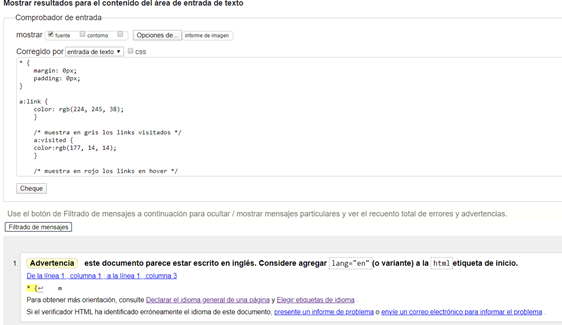 Mostrar resultados para el contenido del área de entrada de texto
Comprobador de entrada
mostrar fuente contorno Opciones de... informe de imagen
Corregido por entrada de texto css
* {
margin: 0px;
padding: 0px;
}
a:link {
color: rgb(224, 245, 38);
}
/* muestra en gris los links visitados */
a:visited {
color:rgb(177, 14, 14);
}
/* muestra en rojo los links en hover */
Cheque
Use el botón de Filtrado de mensajes a continuación para ocultar / mostrar mensajes particulares y ver el recuento total de errores y advertencias.
Filtrado de mensajes
1. Advertencia este documento parece estar escrito en inglés. Considere agregar lang="en" (o variante) a la html etiqueta de inicio.
De la línea 1 , columna 1 ; a la línea 1 , columna 3
* {↩ m
Para obtener más orientación, consulte Declarar el idioma general de una página y Elegir etiquetas de idioma .
Si el verificador HTML ha identificado erróneamente el idioma de este documento, presente un informe de problema o envíe un correo electrónico para informar el problema .